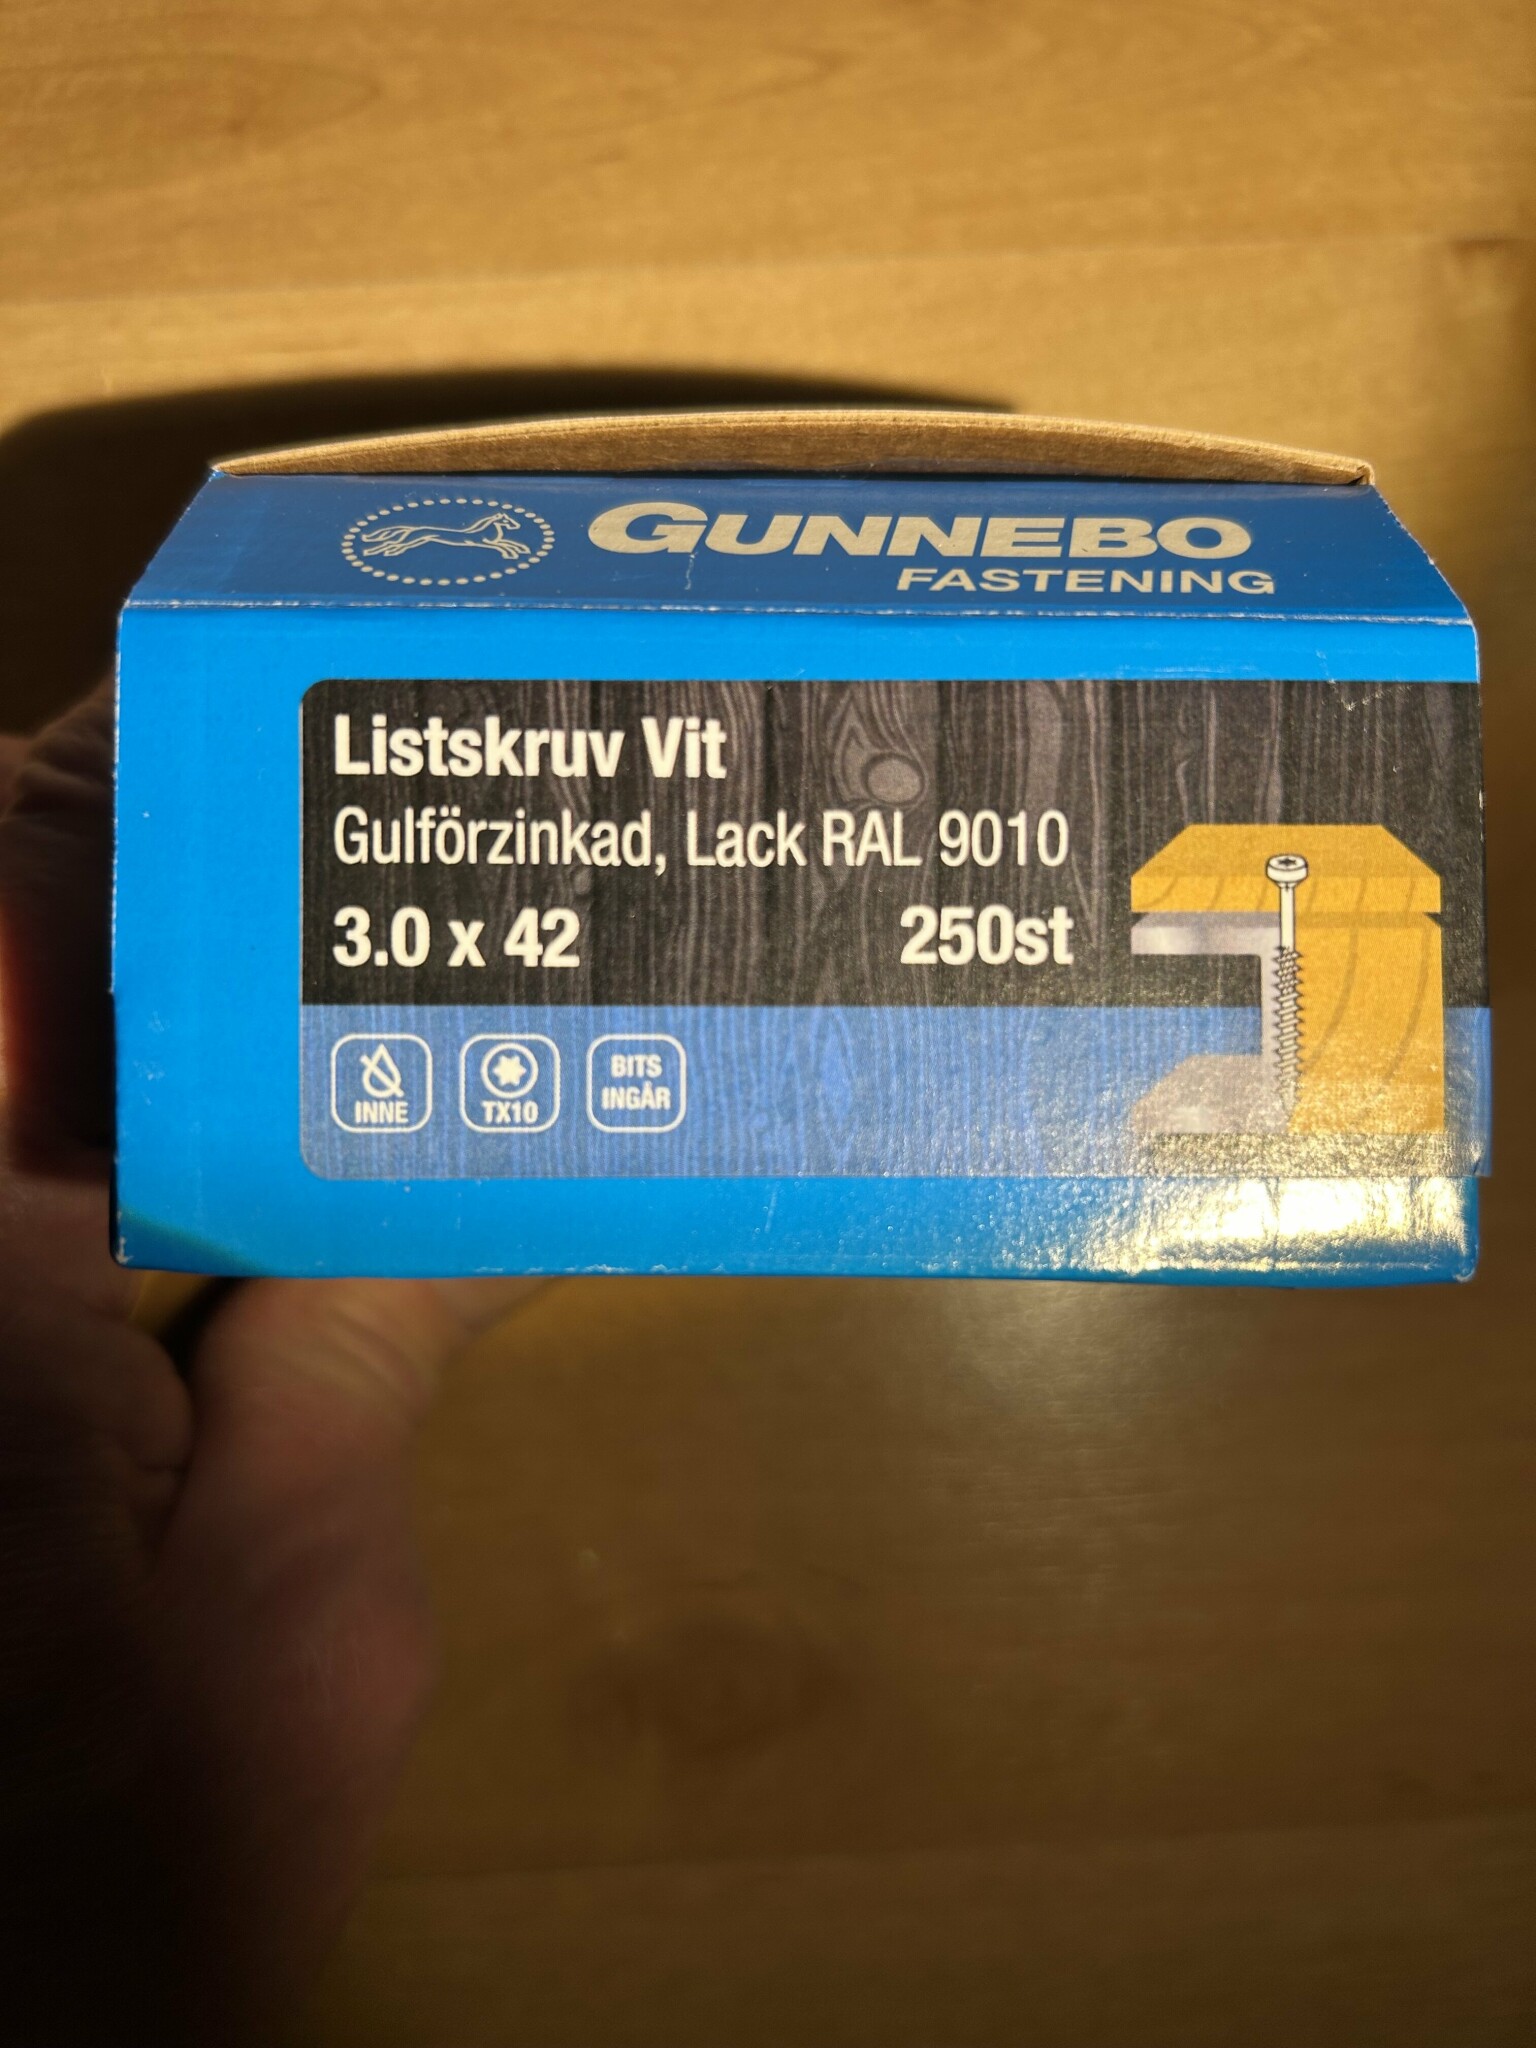 GUNNEBO
FASTENING
Listskruv Vit
Gulförzinkad, Lack RAL 9010
3.0 x 42 250st
INNE
TX10
BITS
INGÅR